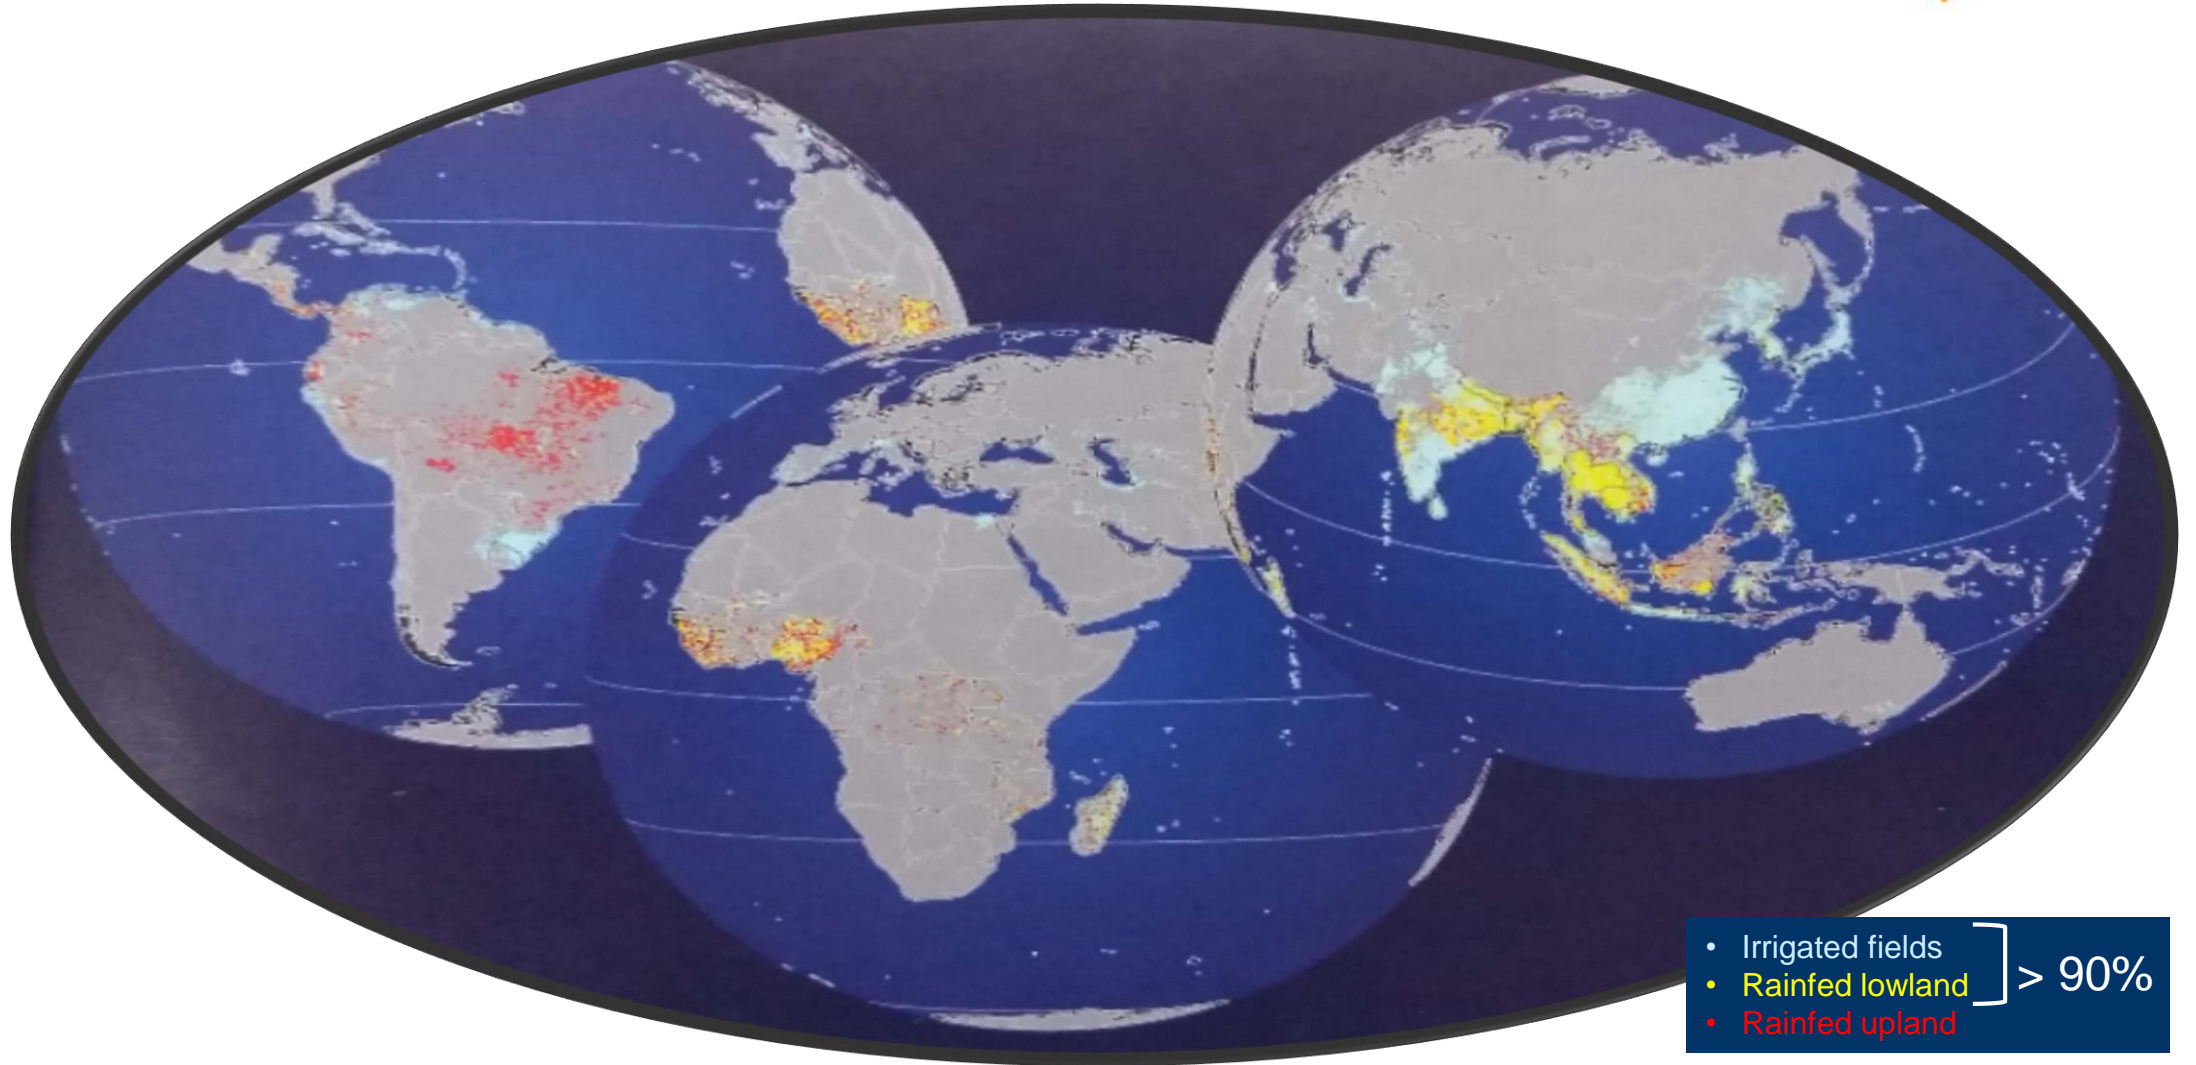 • Irrigated fields
• Rainfed lowland
> 90%
• Rainfed upland